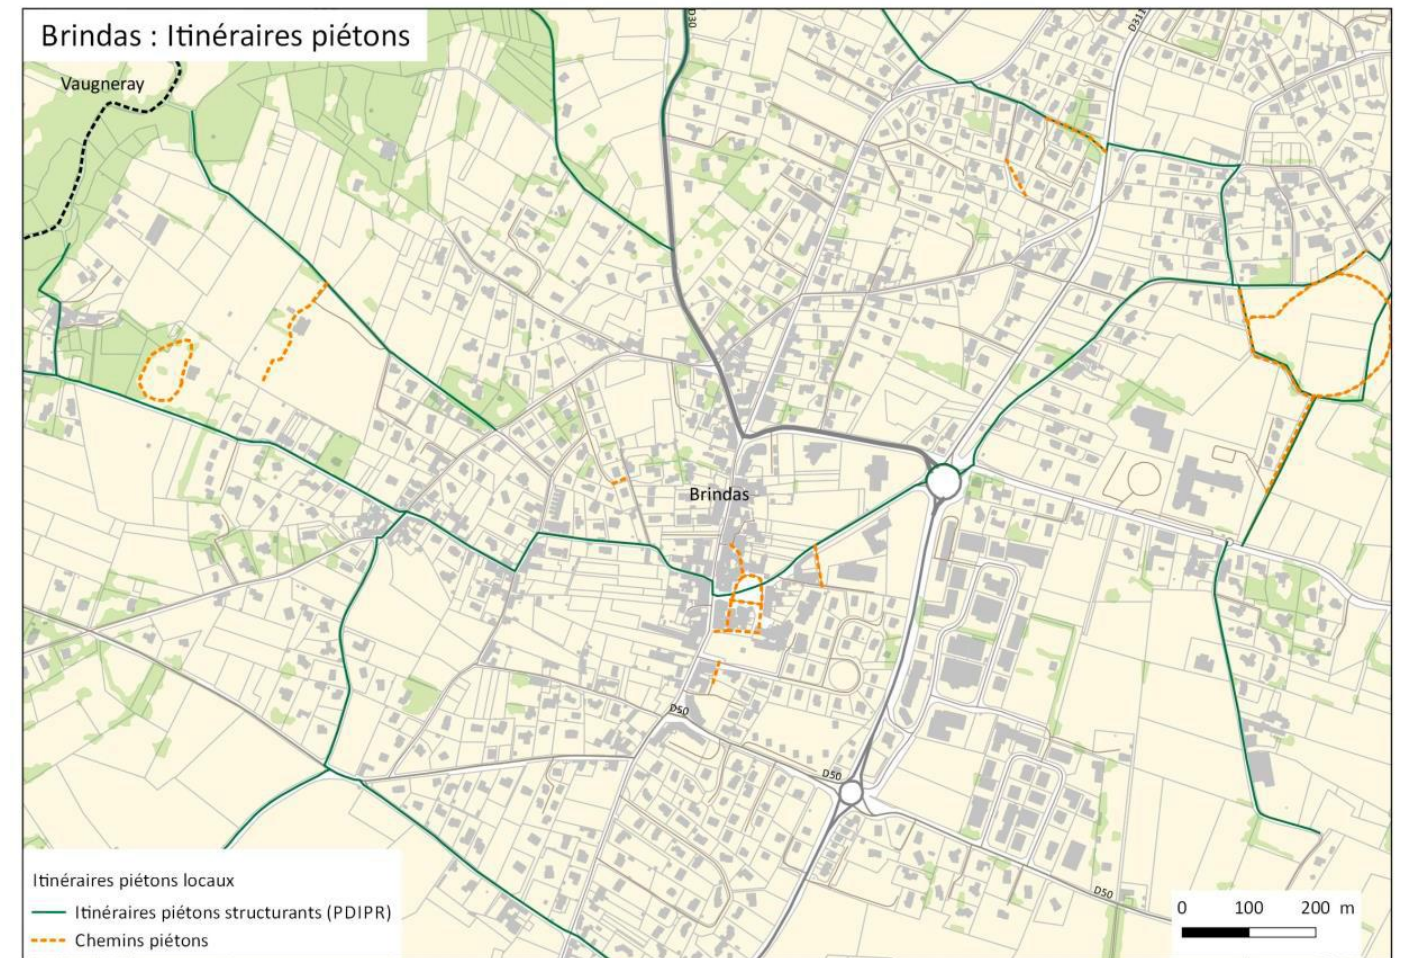 Brindas : Itinéraires piétons
Vaugneray
D30
D311
Brindas
D50
D50
D50
Itinéraires piétons locaux
Itinéraires piétons structurants (PDIPR)
Chemins piétons
0 100 200 m